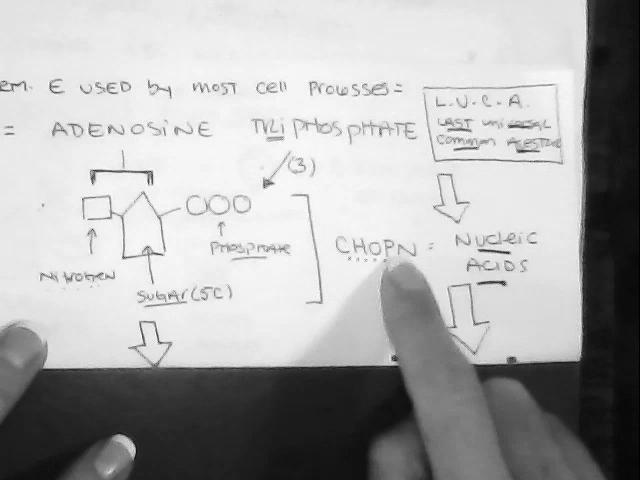 em. E USED by most cell processes =
= ADENOSINE TRiPHOSPHATE
(3)
PHOSPHATE
NITROGEN
SUGAR (5C)
L.U.C.A.
LAST UNIVERSAL
Common
CHOPN = Nucleic
ACIDS